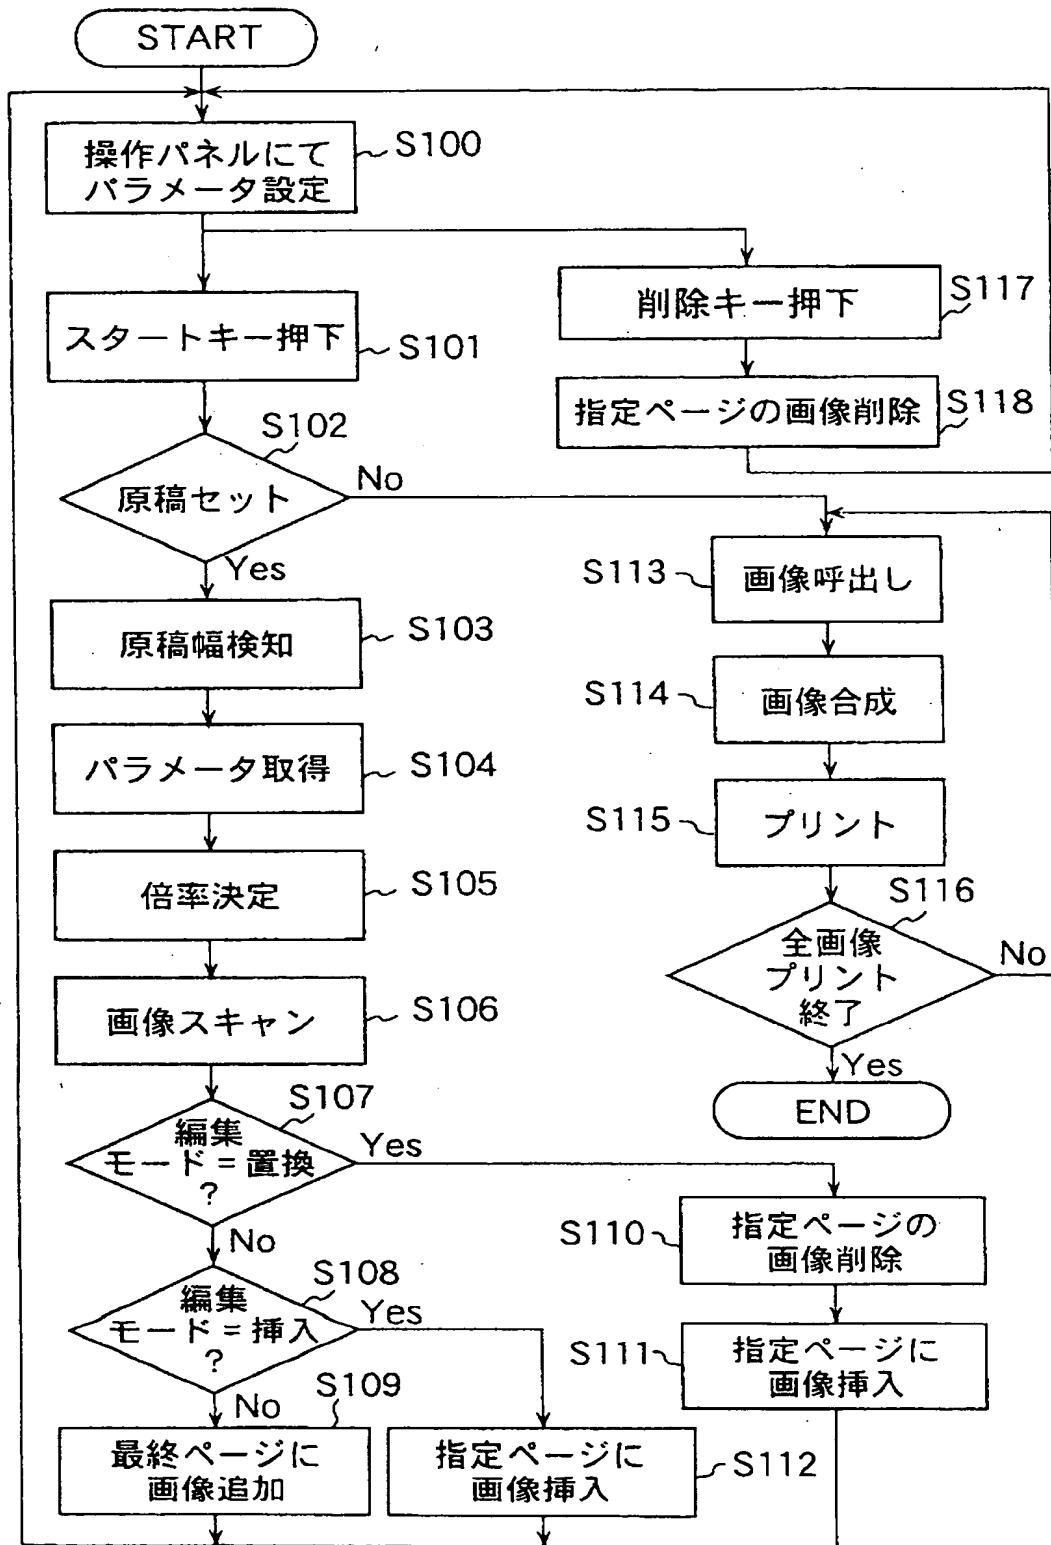 START
操作パネルにて
パラメータ設定
S100
スタートキー押下
S101
削除キー押下
S117
指定ページの画像削除
S118
S102
原稿セット
No
Yes
原稿幅検知
S103
パラメータ取得
S104
倍率決定
S105
画像スキャン
S106
S113
画像呼出し
S114
画像合成
S115
プリント
S116
全画像
プリント
終了
No
Yes
END
S107
編集
モード=置換
?
Yes
No
S108
編集
モード=挿入
?
Yes
No
S109
最終ページに
画像追加
S110
指定ページの
画像削除
S111
指定ページに
画像挿入
指定ページに
画像挿入
S112